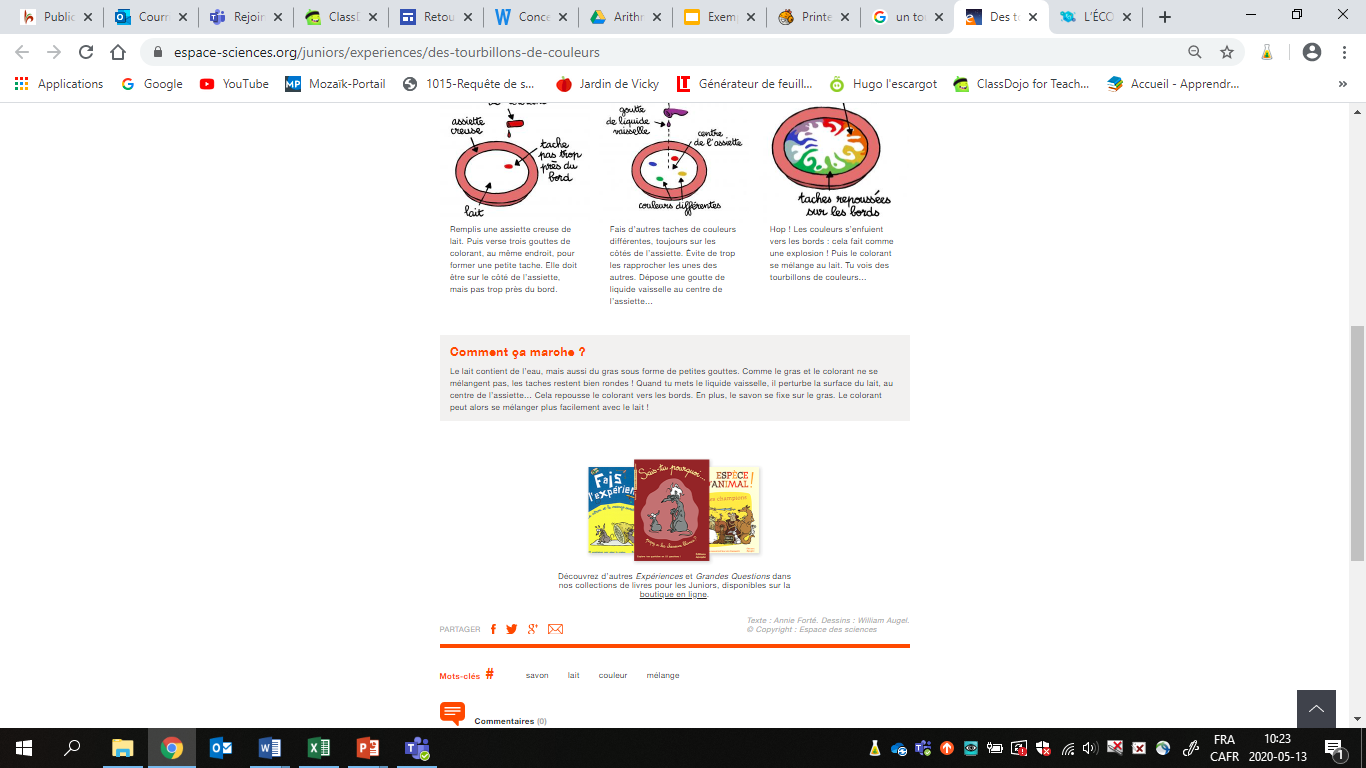 Public
Courri
Rejoin
ClassD
Retou
Conce
Arithr
Exem
Printe
un tou
Des to
L'ÉCO
espace-sciences.org/juniors/experiences/des-tourbillons-de-couleurs
Applications
Google
YouTube
Mozaïk-Portail
1015-Requête de s...
Jardin de Vicky
Générateur de feuill...
Hugo l'escargot
ClassDojo for Teach...
Accueil - Apprendr...
»
assiette creuse
tache pas trop près du bord
lait
goutte de liquide vaisselle
centre de l'assiette
couleurs différentes
taches repoussées
sur les bords
Remplis une assiette creuse de
lait. Puis verse trois gouttes de
colorant, au même endroit, pour
former une petite tache. Elle doit
être sur le côté de l'assiette,
mais pas trop près du bord.
Fais d'autres taches de couleurs
différentes, toujours sur les
côtés de l'assiette. Évite de trop
les rapprocher les unes des
autres. Dépose une goutte de
liquide vaisselle au centre de
l'assiette...
Hop ! Les couleurs s'enfuient
vers les bords : cela fait comme
une explosion ! Puis le colorant
se mélange au lait. Tu vois des
tourbillons de couleurs...
Comment ça marche ?
Le lait contient de l'eau, mais aussi du gras sous forme de petites gouttes. Comme le gras et le colorant ne se
mélangent pas, les taches restent bien rondes ! Quand tu mets le liquide vaisselle, il perturbe la surface du lait, au
centre de l'assiette... Cela repousse le colorant vers les bords. En plus, le savon se fixe sur le gras. Le colorant
peut alors se mélanger plus facilement avec le lait !
Fais
l'expérien
Sais-tu pourquoi...
ESPÈCE
D'ANIMAL !
champions
Découvrez d'autres Expériences et Grandes Questions dans
nos collections de livres pour les Juniors, disponibles sur la
boutique en ligne.
PARTAGER
Texte : Annie Forté. Dessins : William Augel.
© Copyright : Espace des sciences
Mots-clés # savon lait couleur mélange
Commentaires (0)
FRA
CAFR
10:23
2020-05-13
1